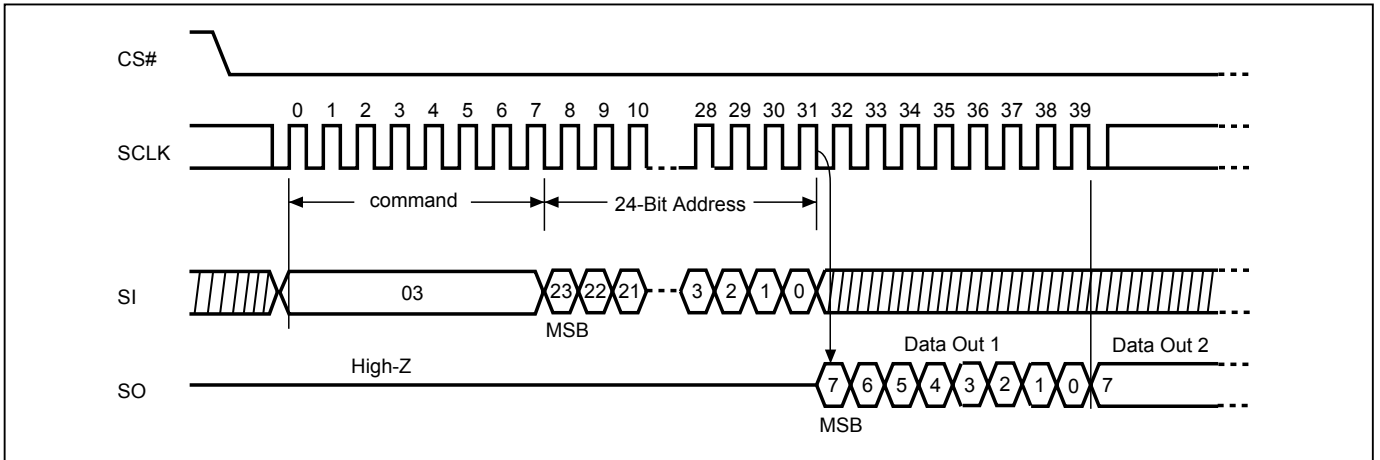 CS#
0 1 2 3 4 5 6 7 8 9 10 28 29 30 31 32 33 34 35 36 37 38 39
SCLK
command 24-Bit Address
SI 03 23 22 21 3 2 1 0
MSB
Data Out 1 Data Out 2
High-Z
SO 7 6 5 4 3 2 1 0 7
MSB